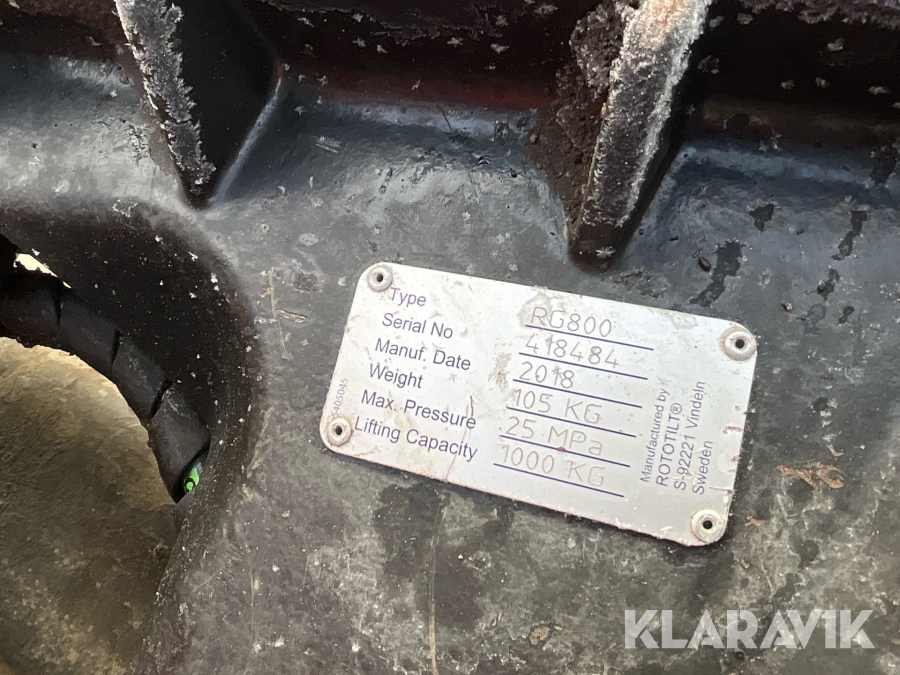 Type RG800
Serial No 418484
Manuf. Date 2018
Weight 105 KG
Max. Pressure 25 MPa
Lifting Capacity 1000 KG
Manufactured by
ROTOTILT®
S-92221 Vindeln
Sweden
KLARAVIK